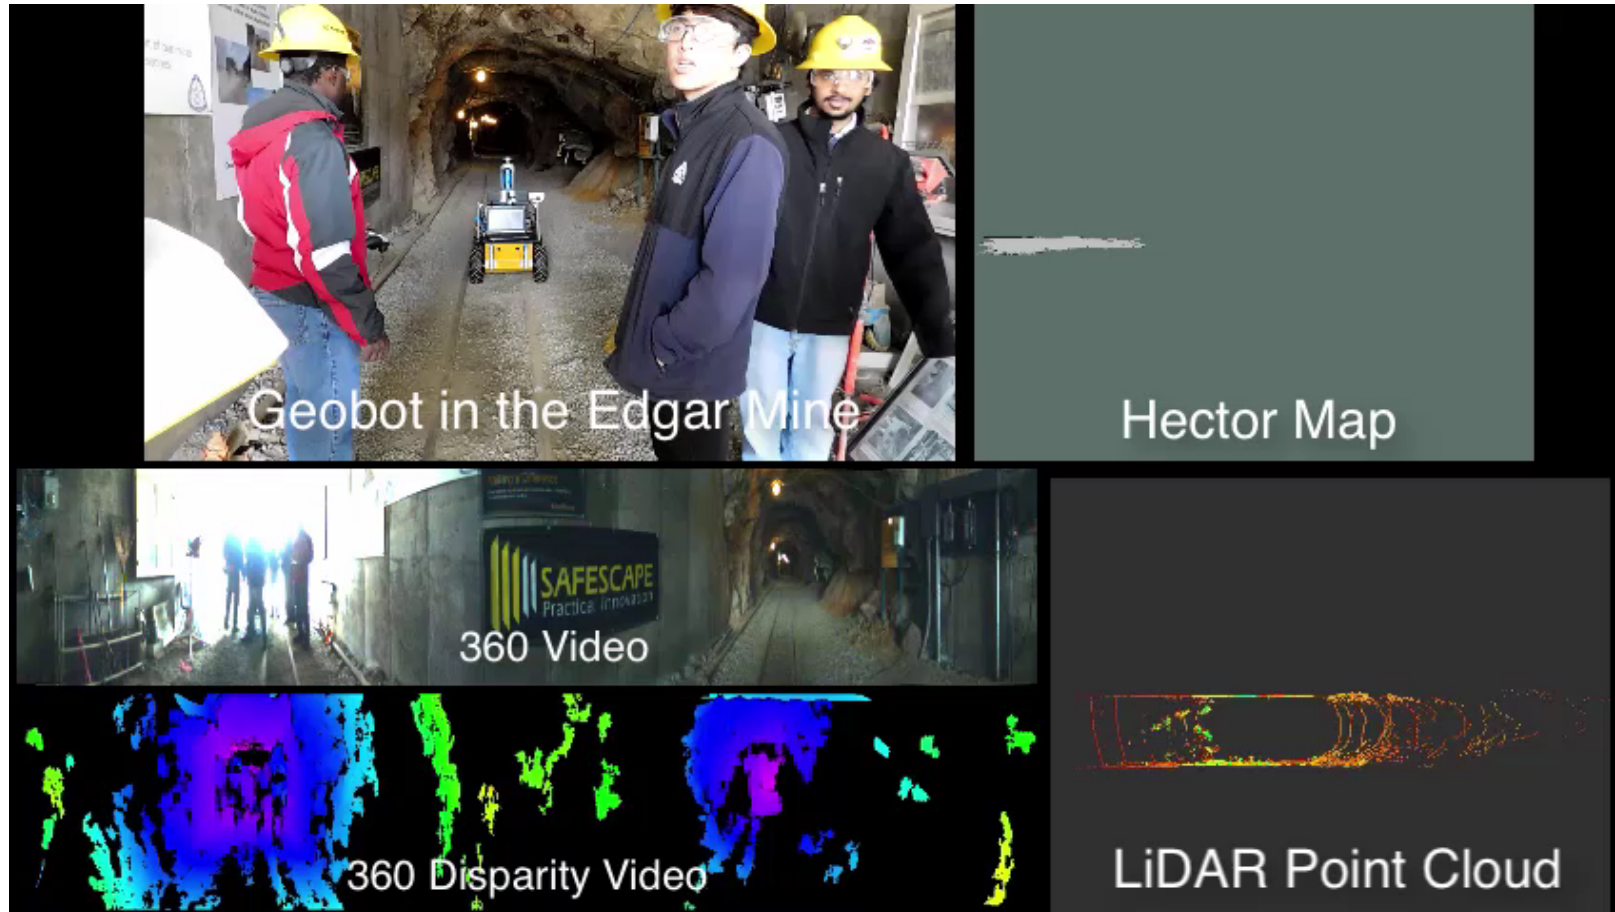 Geobot in the Edgar Mine
Hector Map
SAFESCAPE
Practical Innovation
360 Video
360 Disparity Video
LiDAR Point Cloud